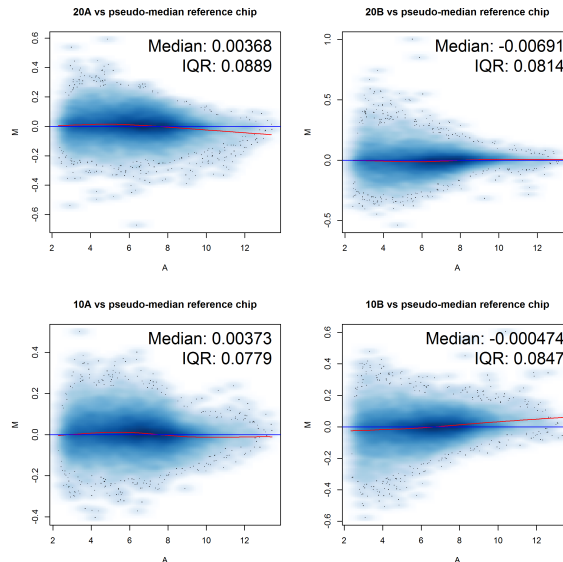 20A vs pseudo-median reference chip
Median: 0.00368
IQR: 0.0889
M
0.6
0.4
0.2
0.0
-0.2
-0.4
-0.6
2 4 6 8 10 12
A
20B vs pseudo-median reference chip
Median: -0.00691
IQR: 0.0814
M
1.0
0.5
0.0
-0.5
2 4 6 8 10 12
A
10A vs pseudo-median reference chip
Median: 0.00373
IQR: 0.0779
M
0.4
0.2
0.0
-0.2
-0.4
2 4 6 8 10 12
A
10B vs pseudo-median reference chip
Median: -0.000474
IQR: 0.0847
M
0.6
0.4
0.2
0.0
-0.2
-0.4
-0.6
2 4 6 8 10 12
A